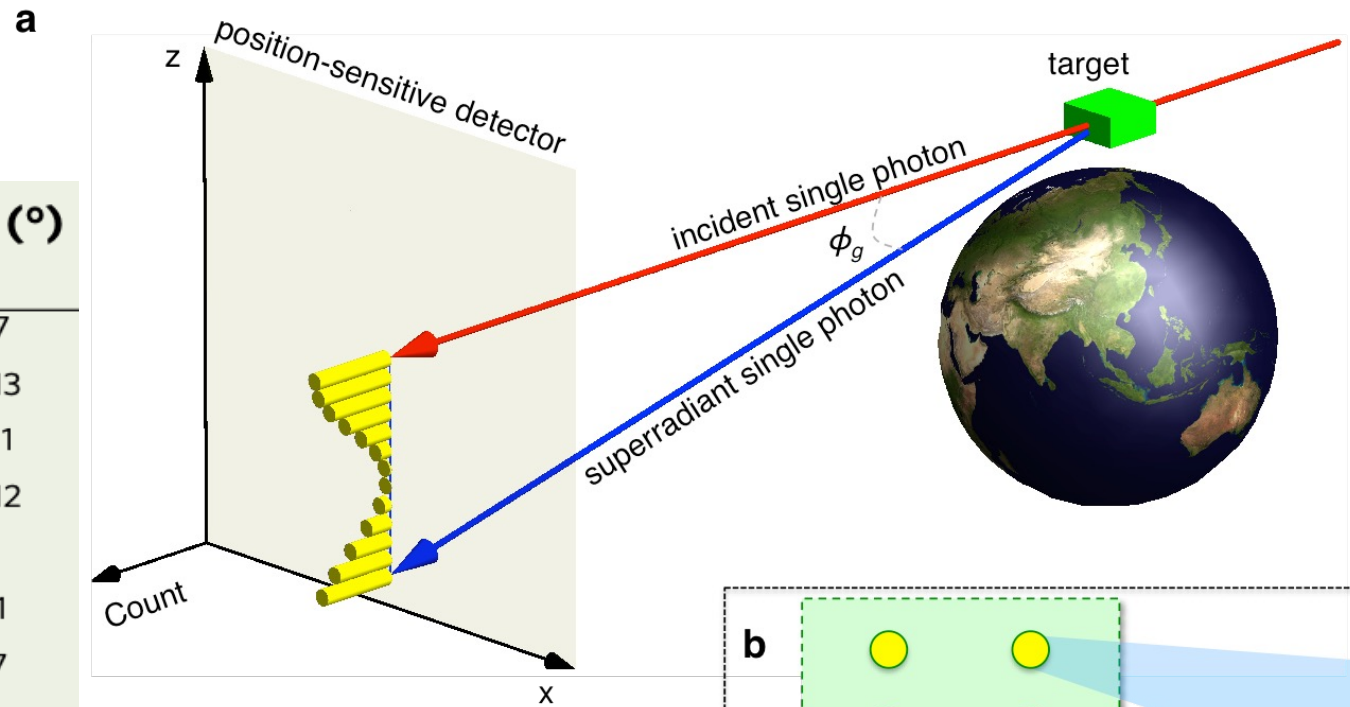 a
z
position-sensitive detector
target
incident single photon
ϕg
superradiant single photon
Count
x
(°)
7
13
1
12
1
7
b